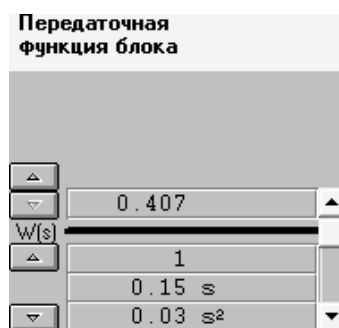 Передаточная
функция блока
0.407
W(s)
1
0.15 s
0.03 s²